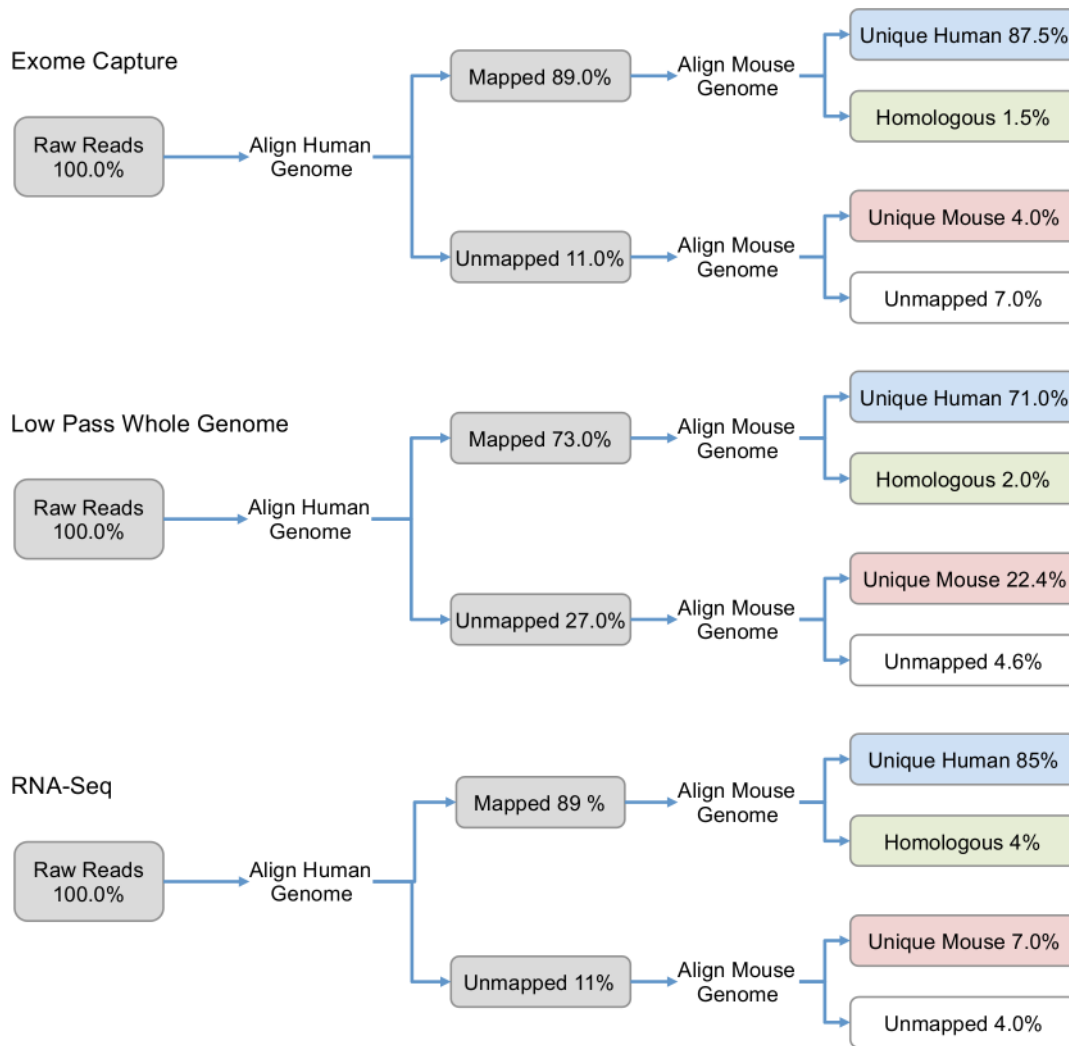 Exome Capture
Raw Reads
100.0%
Align Human
Genome
Mapped 89.0%
Align Mouse
Genome
Unique Human 87.5%
Homologous 1.5%
Unmapped 11.0%
Align Mouse
Genome
Unique Mouse 4.0%
Unmapped 7.0%
Low Pass Whole Genome
Raw Reads
100.0%
Align Human
Genome
Mapped 73.0%
Align Mouse
Genome
Unique Human 71.0%
Homologous 2.0%
Unmapped 27.0%
Align Mouse
Genome
Unique Mouse 22.4%
Unmapped 4.6%
RNA-Seq
Raw Reads
100.0%
Align Human
Genome
Mapped 89 %
Align Mouse
Genome
Unique Human 85%
Homologous 4%
Unmapped 11%
Align Mouse
Genome
Unique Mouse 7.0%
Unmapped 4.0%